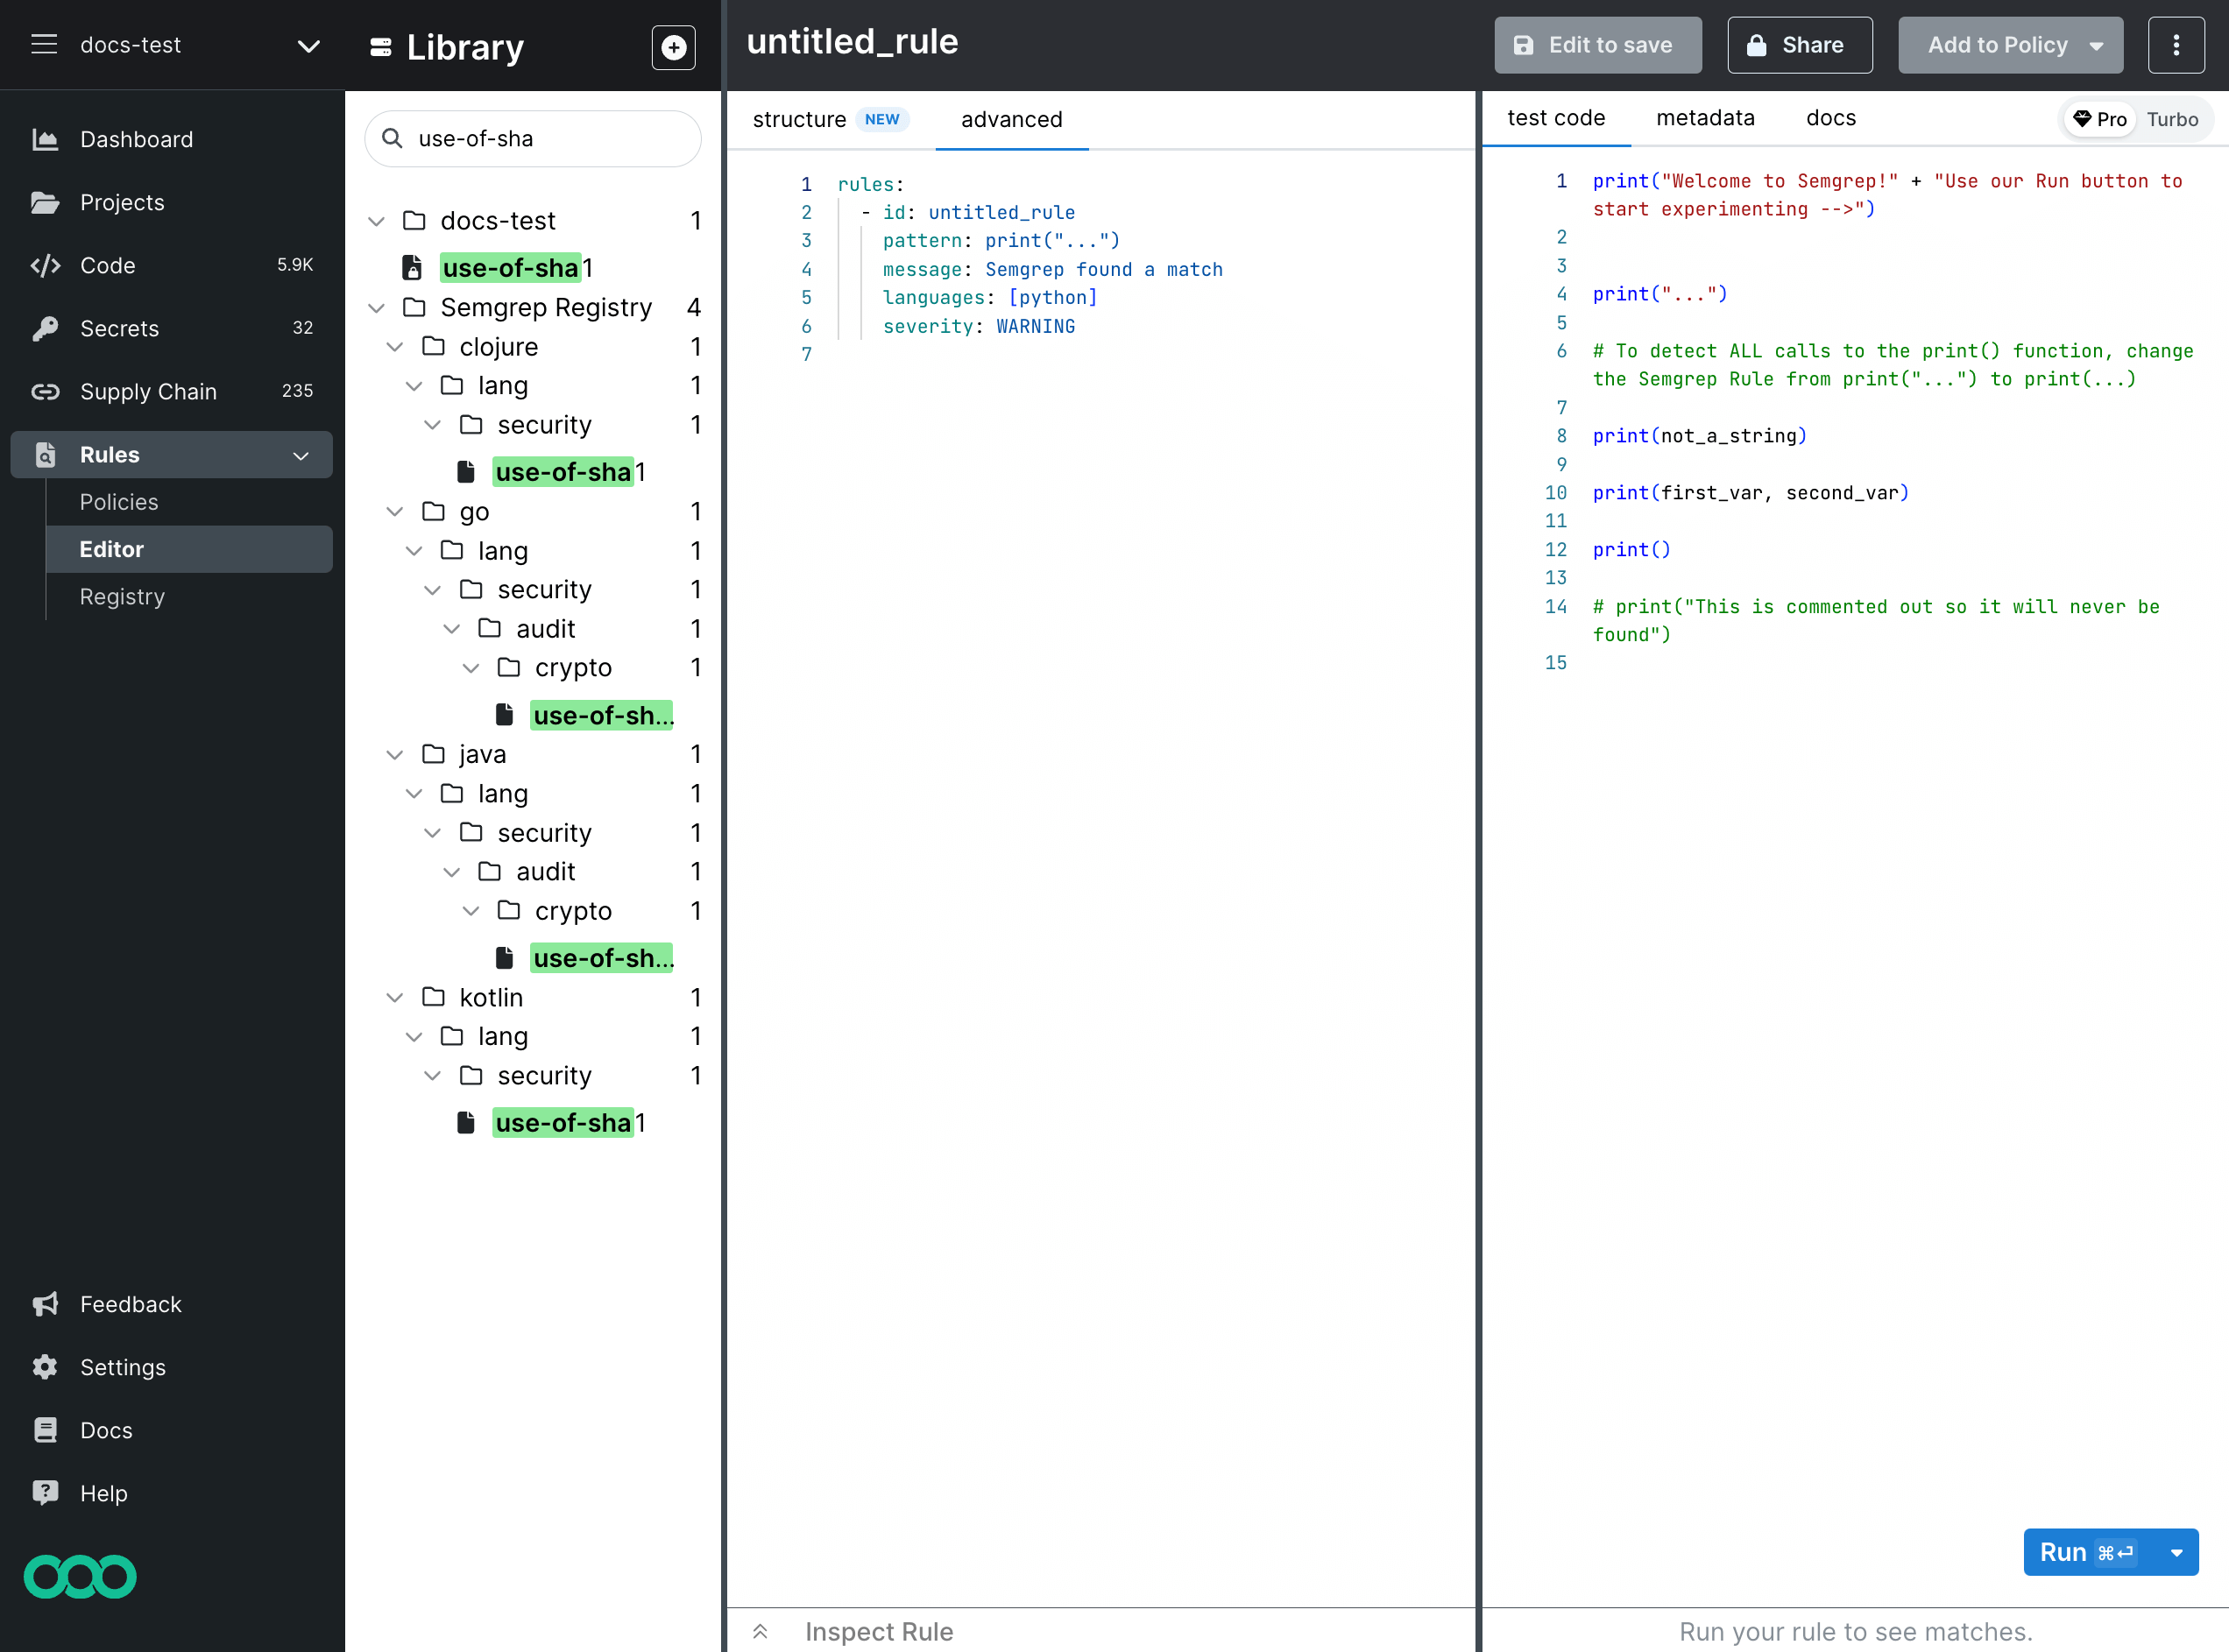 docs-test
Dashboard
Projects
Code 5.9K
Secrets 32
Supply Chain 235
Rules
Policies
Editor
Registry
Feedback
Settings
Docs
Help
Library
use-of-sha
docs-test 1
use-of-sha1
Semgrep Registry 4
clojure 1
lang 1
security 1
use-of-sha1
go 1
lang 1
security 1
audit 1
crypto 1
use-of-sh...
java 1
lang 1
security 1
audit 1
crypto 1
use-of-sh...
kotlin 1
lang 1
security 1
use-of-sha1
untitled_rule
Edit to save
Share
Add to Policy
structure NEW advanced
1 rules:
2 - id: untitled_rule
3 pattern: print("...")
4 message: Semgrep found a match
5 languages: [python]
6 severity: WARNING
7
Inspect Rule
test code metadata docs
Pro Turbo
1 print("Welcome to Semgrep!" + "Use our Run button to
start experimenting -->")
2
3
4 print("...")
5
6 # To detect ALL calls to the print() function, change
the Semgrep Rule from print("...") to print(...)
7
8 print(not_a_string)
9
10 print(first_var, second_var)
11
12 print()
13
14 # print("This is commented out so it will never be
found")
15
Run ⌘↵
Run your rule to see matches.